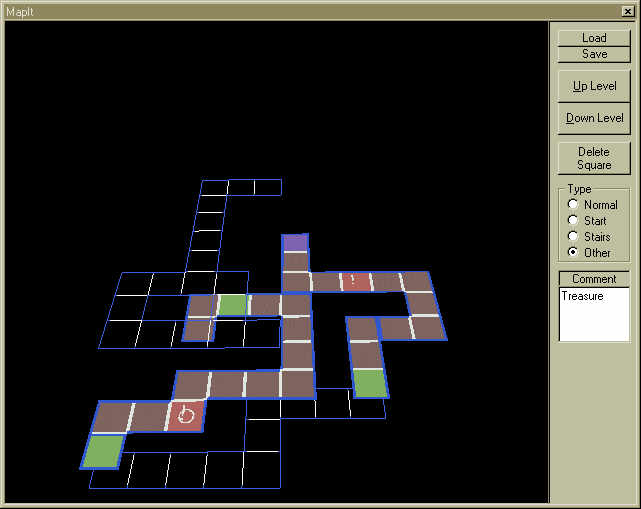 MapIt
Load
Save
Up Level
Down Level
Delete
Square
Type
Normal
Start
Stairs
Other
Comment
Treasure
!